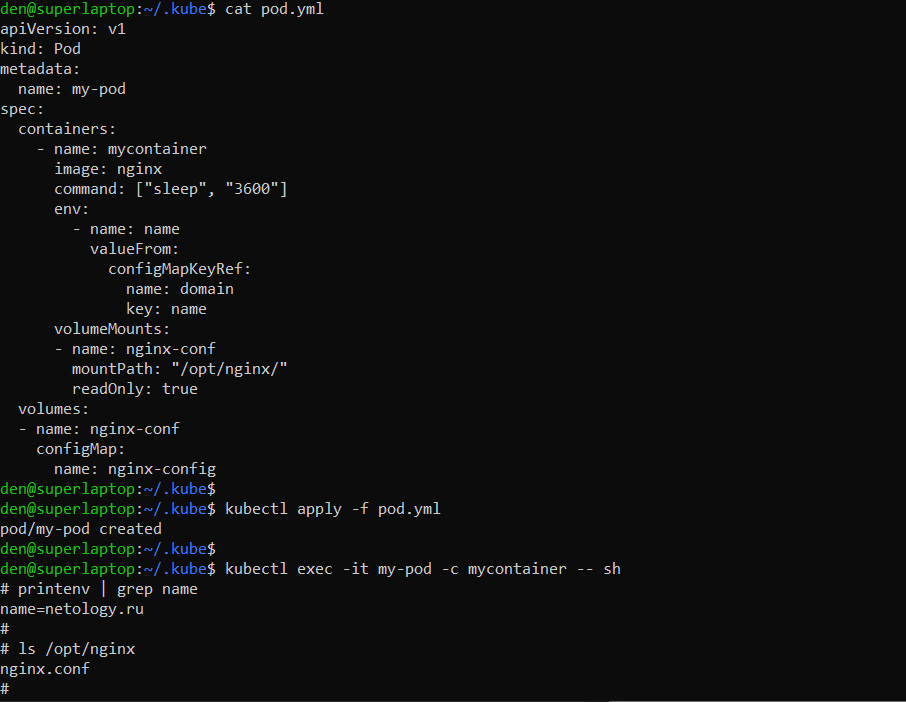 den@superlaptop:~/.kube$ cat pod.yml
apiVersion: v1
kind: Pod
metadata:
  name: my-pod
spec:
  containers:
    - name: mycontainer
      image: nginx
      command: ["sleep", "3600"]
      env:
        - name: name
          valueFrom:
            configMapKeyRef:
              name: domain
              key: name
      volumeMounts:
      - name: nginx-conf
        mountPath: "/opt/nginx/"
        readOnly: true
  volumes:
  - name: nginx-conf
    configMap:
      name: nginx-config
den@superlaptop:~/.kube$
den@superlaptop:~/.kube$ kubectl apply -f pod.yml
pod/my-pod created
den@superlaptop:~/.kube$
den@superlaptop:~/.kube$ kubectl exec -it my-pod -c mycontainer -- sh
# printenv | grep name
name=netology.ru
#
# ls /opt/nginx
nginx.conf
#